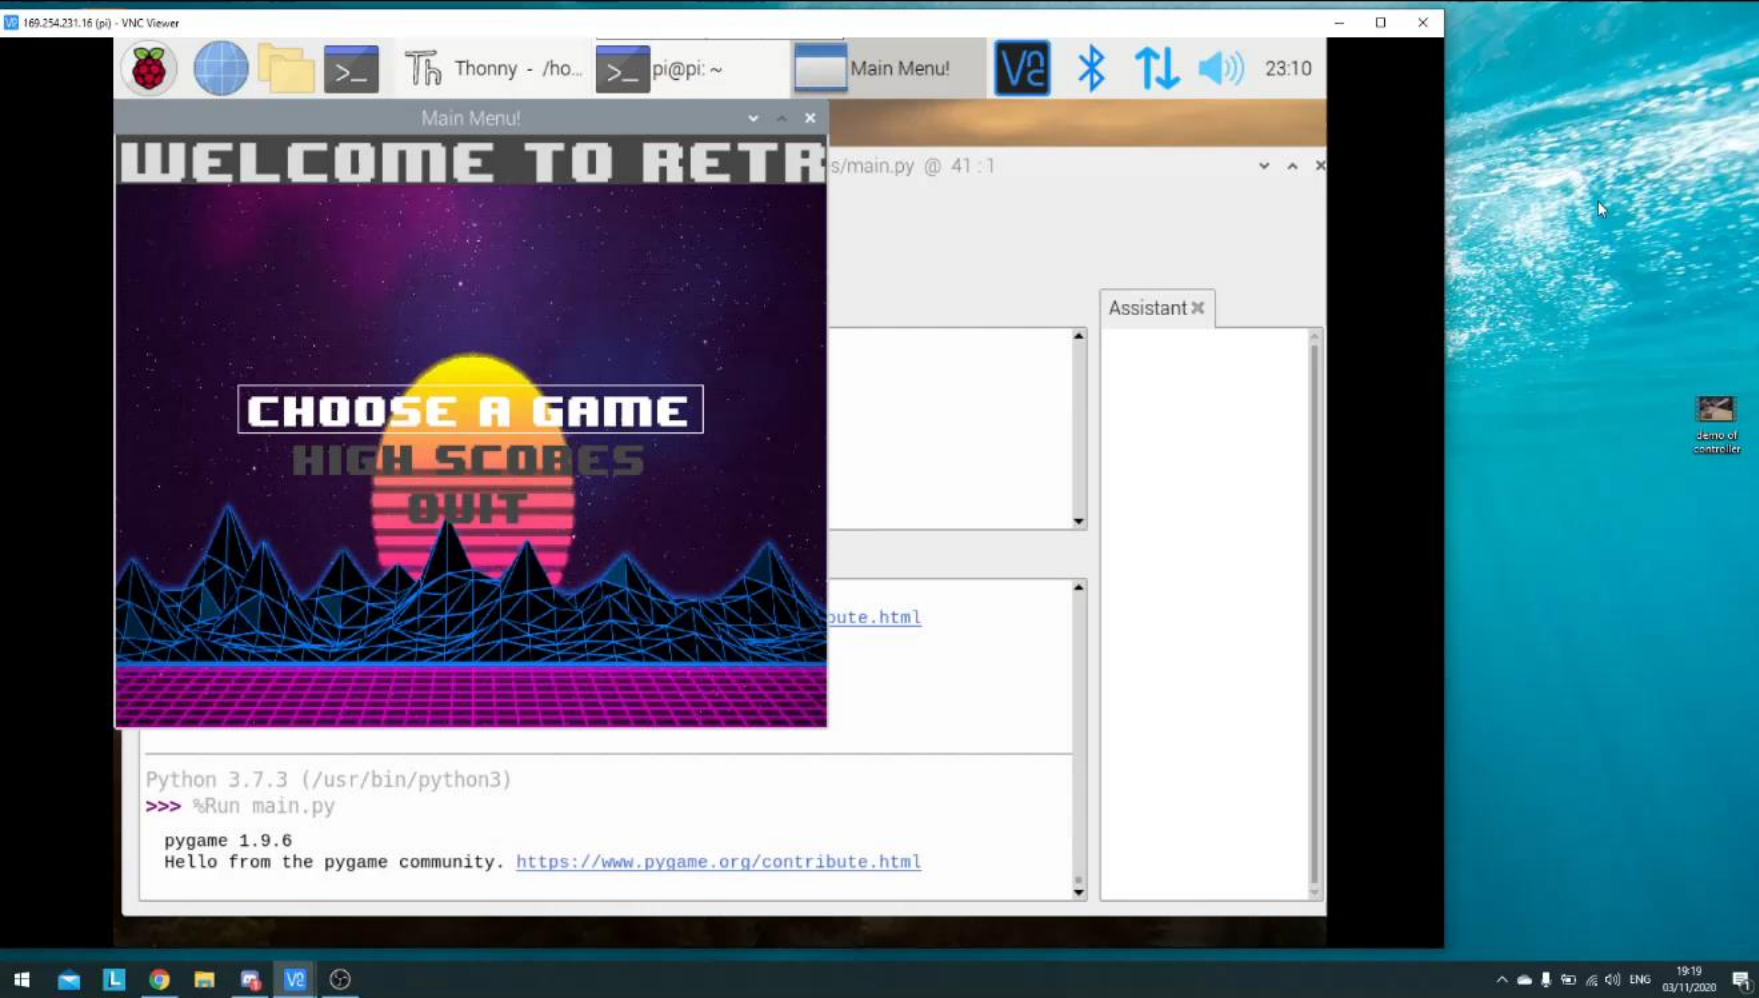 169.254.231.16 (pi) - VNC Viewer
Thonny - /ho...
pi@pi: ~
Main Menu!
23:10
Main Menu!
WELCOME TO RETR
s/main.py @ 41 : 1
Assistant
CHOOSE A GAME
HIGH SCORES
QUIT
demo of
controller
bute.html
Python 3.7.3 (/usr/bin/python3)
>>> %Run main.py
pygame 1.9.6
Hello from the pygame community. https://www.pygame.org/contribute.html
ENG
19:19
03/11/2020